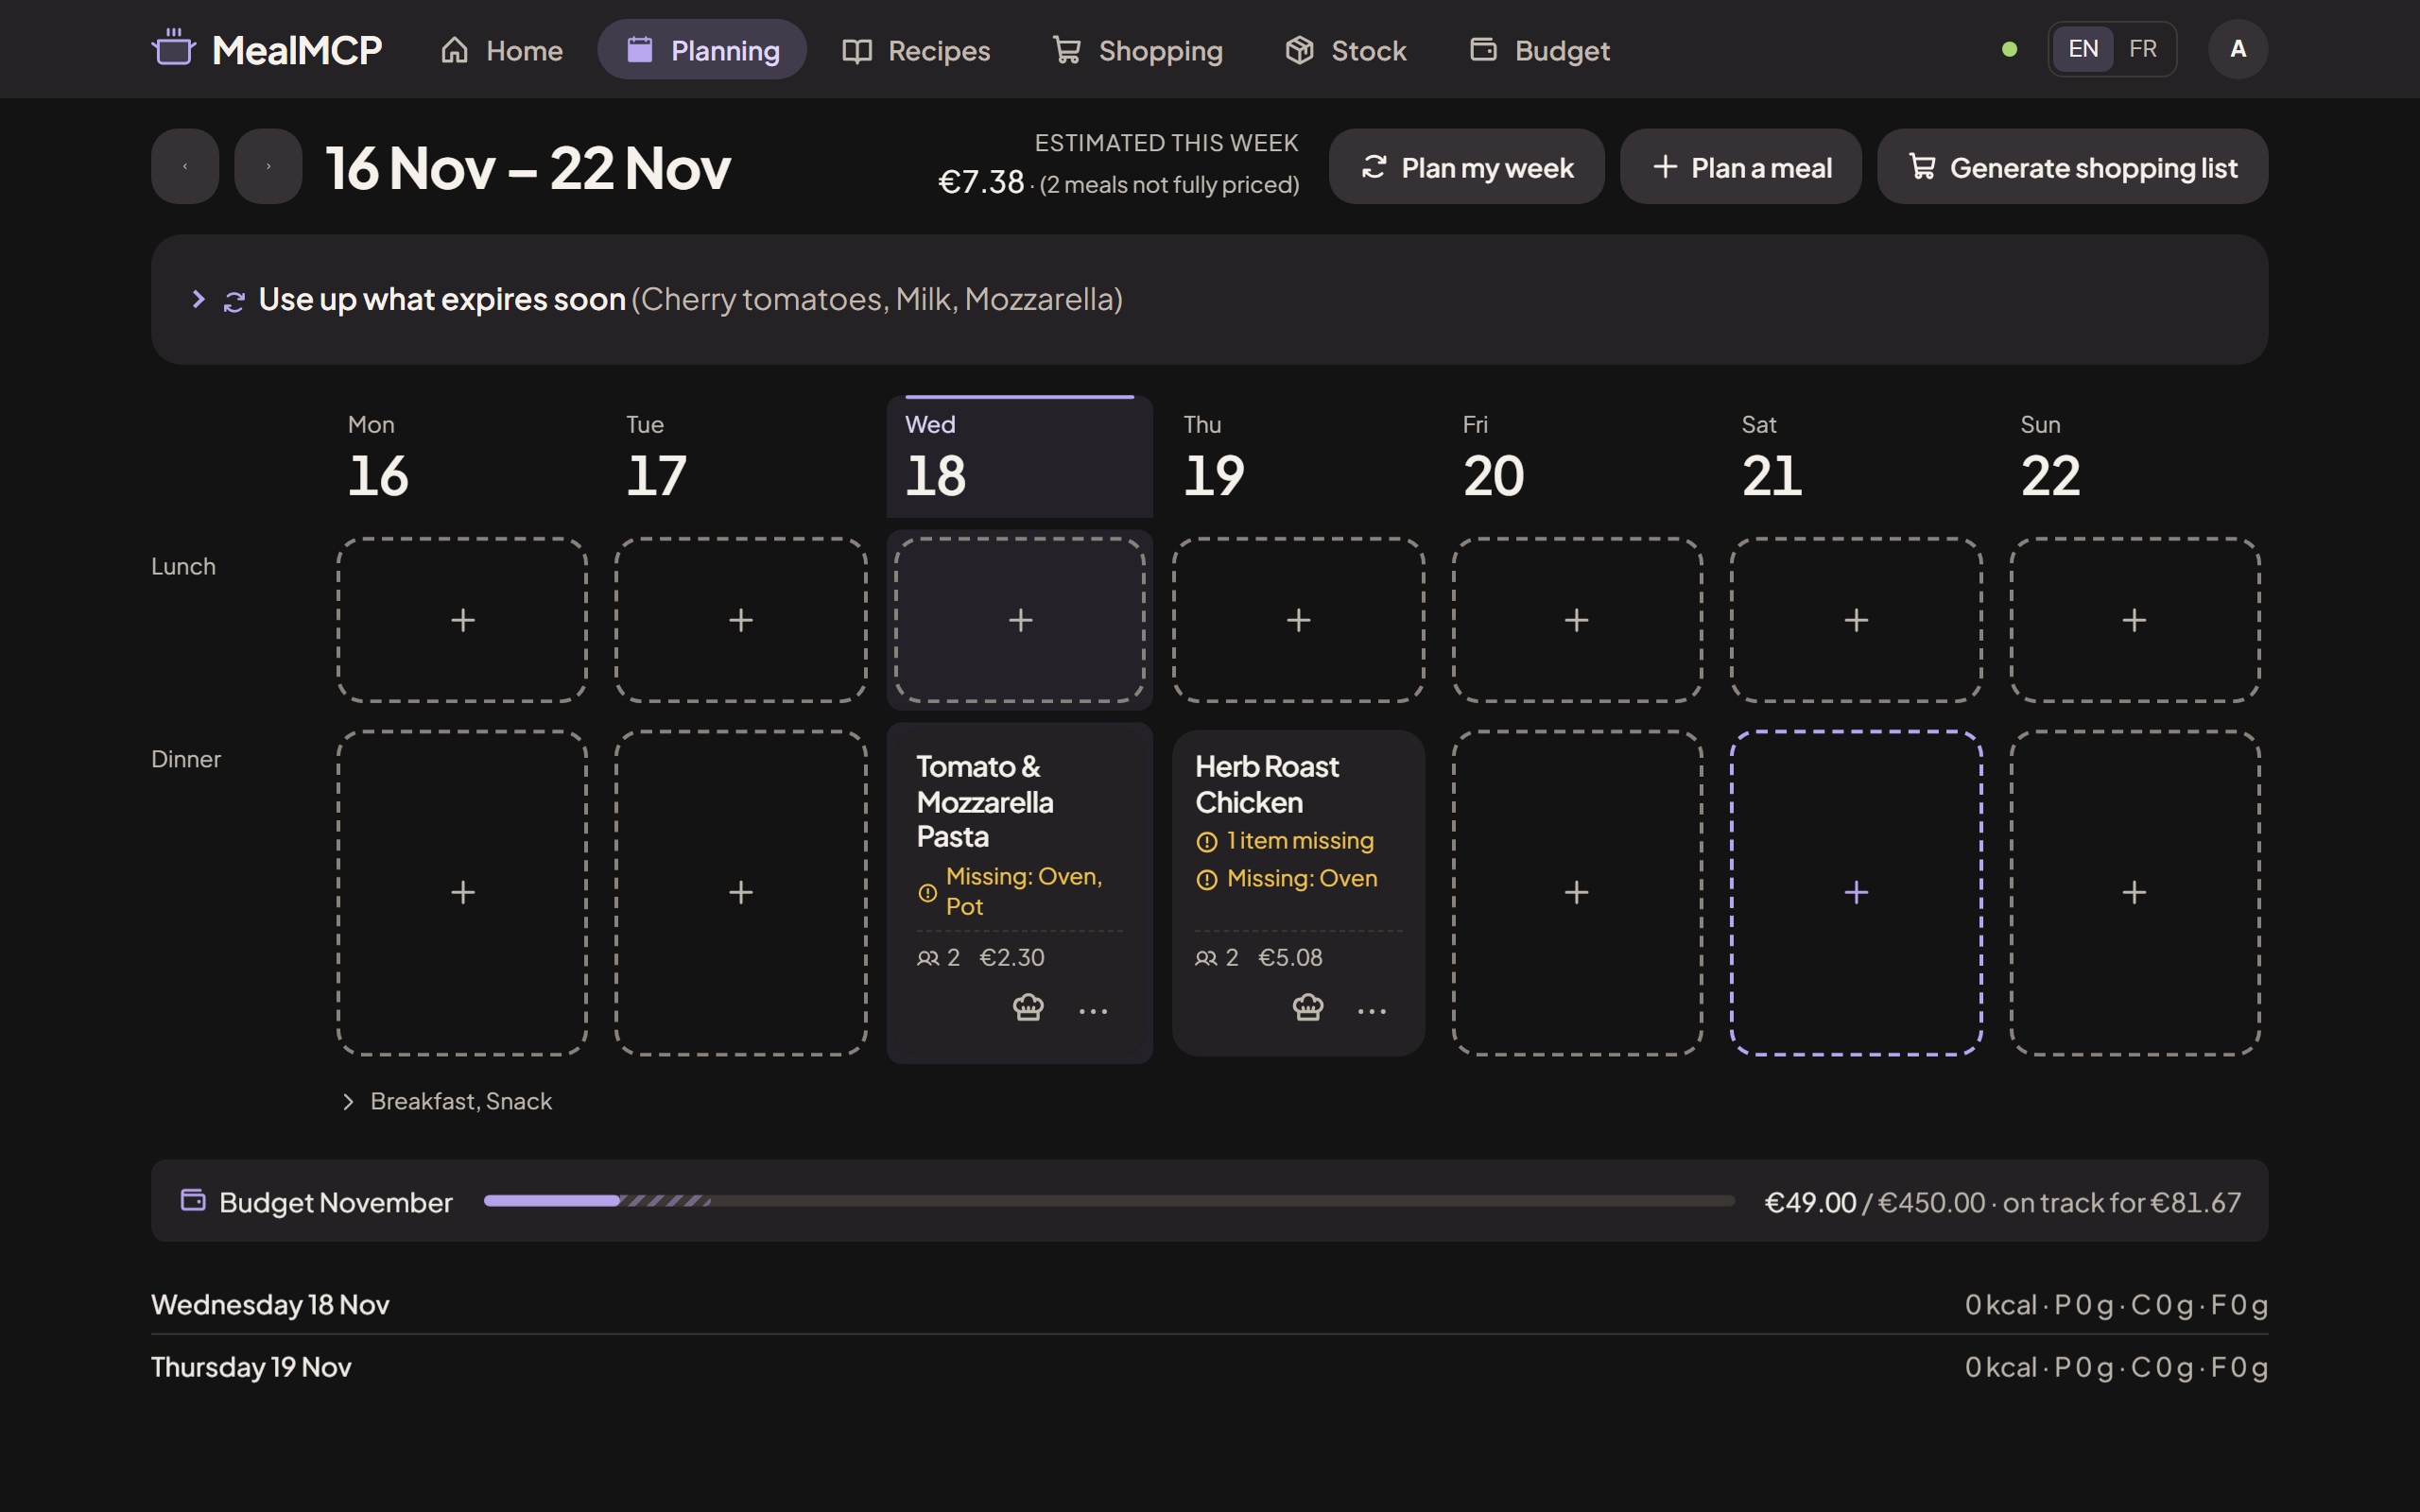 MealMCP Home Planning Recipes Shopping Stock Budget EN FR A
16 Nov – 22 Nov
ESTIMATED THIS WEEK
€7.38 · (2 meals not fully priced)
Plan my week
Plan a meal
Generate shopping list
Use up what expires soon (Cherry tomatoes, Milk, Mozzarella)
Mon Tue Wed Thu Fri Sat Sun
16 17 18 19 20 21 22
Lunch
Dinner
Tomato &
Mozzarella
Pasta
Missing: Oven,
Pot
2 €2.30
Herb Roast
Chicken
1 item missing
Missing: Oven
2 €5.08
Breakfast, Snack
Budget November
€49.00 / €450.00 · on track for €81.67
Wednesday 18 Nov 0 kcal · P 0 g · C 0 g · F 0 g
Thursday 19 Nov 0 kcal · P 0 g · C 0 g · F 0 g